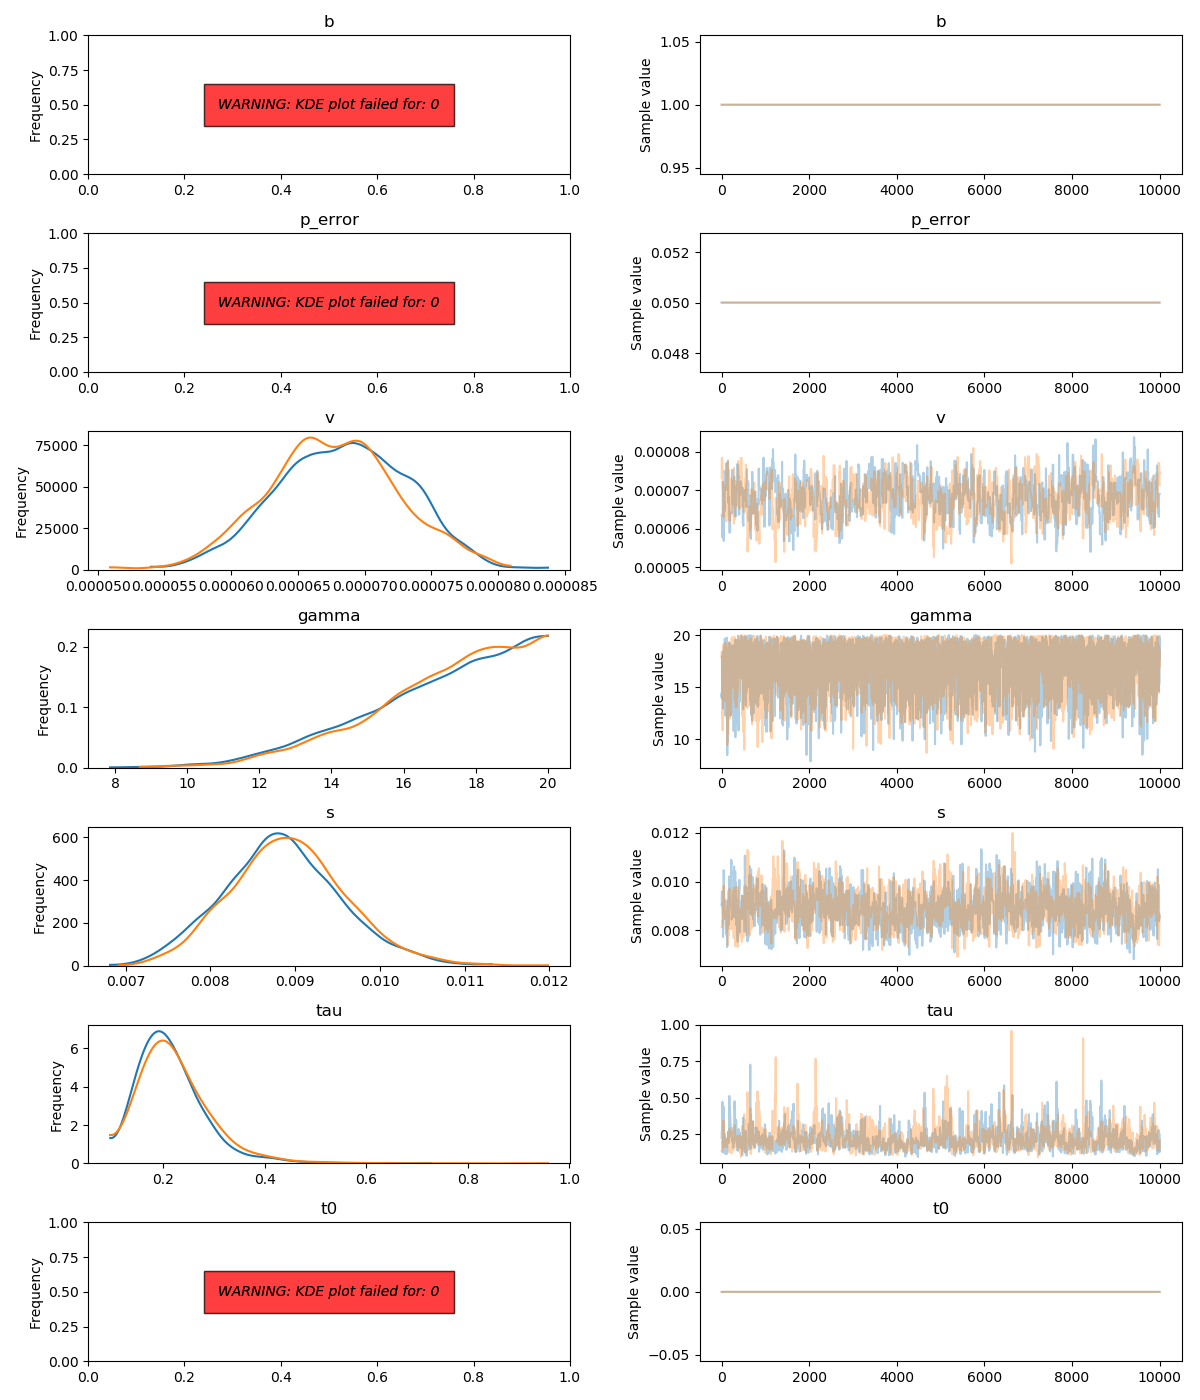 b
b
Frequency
1.00
0.75
0.50
0.25
0.00
WARNING: KDE plot failed for: 0
0.0 0.2 0.4 0.6 0.8 1.0
Sample value
1.05
1.00
0.95
0 2000 4000 6000 8000 10000
p_error
p_error
Frequency
1.00
0.75
0.50
0.25
0.00
WARNING: KDE plot failed for: 0
0.0 0.2 0.4 0.6 0.8 1.0
Sample value
0.052
0.050
0.048
0 2000 4000 6000 8000 10000
v
v
Frequency
75000
50000
25000
0
0.000050 0.000055 0.000060 0.000065 0.000070 0.000075 0.000080 0.000085
Sample value
0.00008
0.00007
0.00006
0.00005
0 2000 4000 6000 8000 10000
gamma
gamma
Frequency
0.2
0.1
0.0
8 10 12 14 16 18 20
Sample value
20
15
10
0 2000 4000 6000 8000 10000
s
s
Frequency
600
400
200
0
0.007 0.008 0.009 0.010 0.011 0.012
Sample value
0.012
0.010
0.008
0 2000 4000 6000 8000 10000
tau
tau
Frequency
6
4
2
0
0.2 0.4 0.6 0.8 1.0
Sample value
1.00
0.75
0.50
0.25
0 2000 4000 6000 8000 10000
t0
t0
Frequency
1.00
0.75
0.50
0.25
0.00
WARNING: KDE plot failed for: 0
0.0 0.2 0.4 0.6 0.8 1.0
Sample value
0.05
0.00
−0.05
0 2000 4000 6000 8000 10000